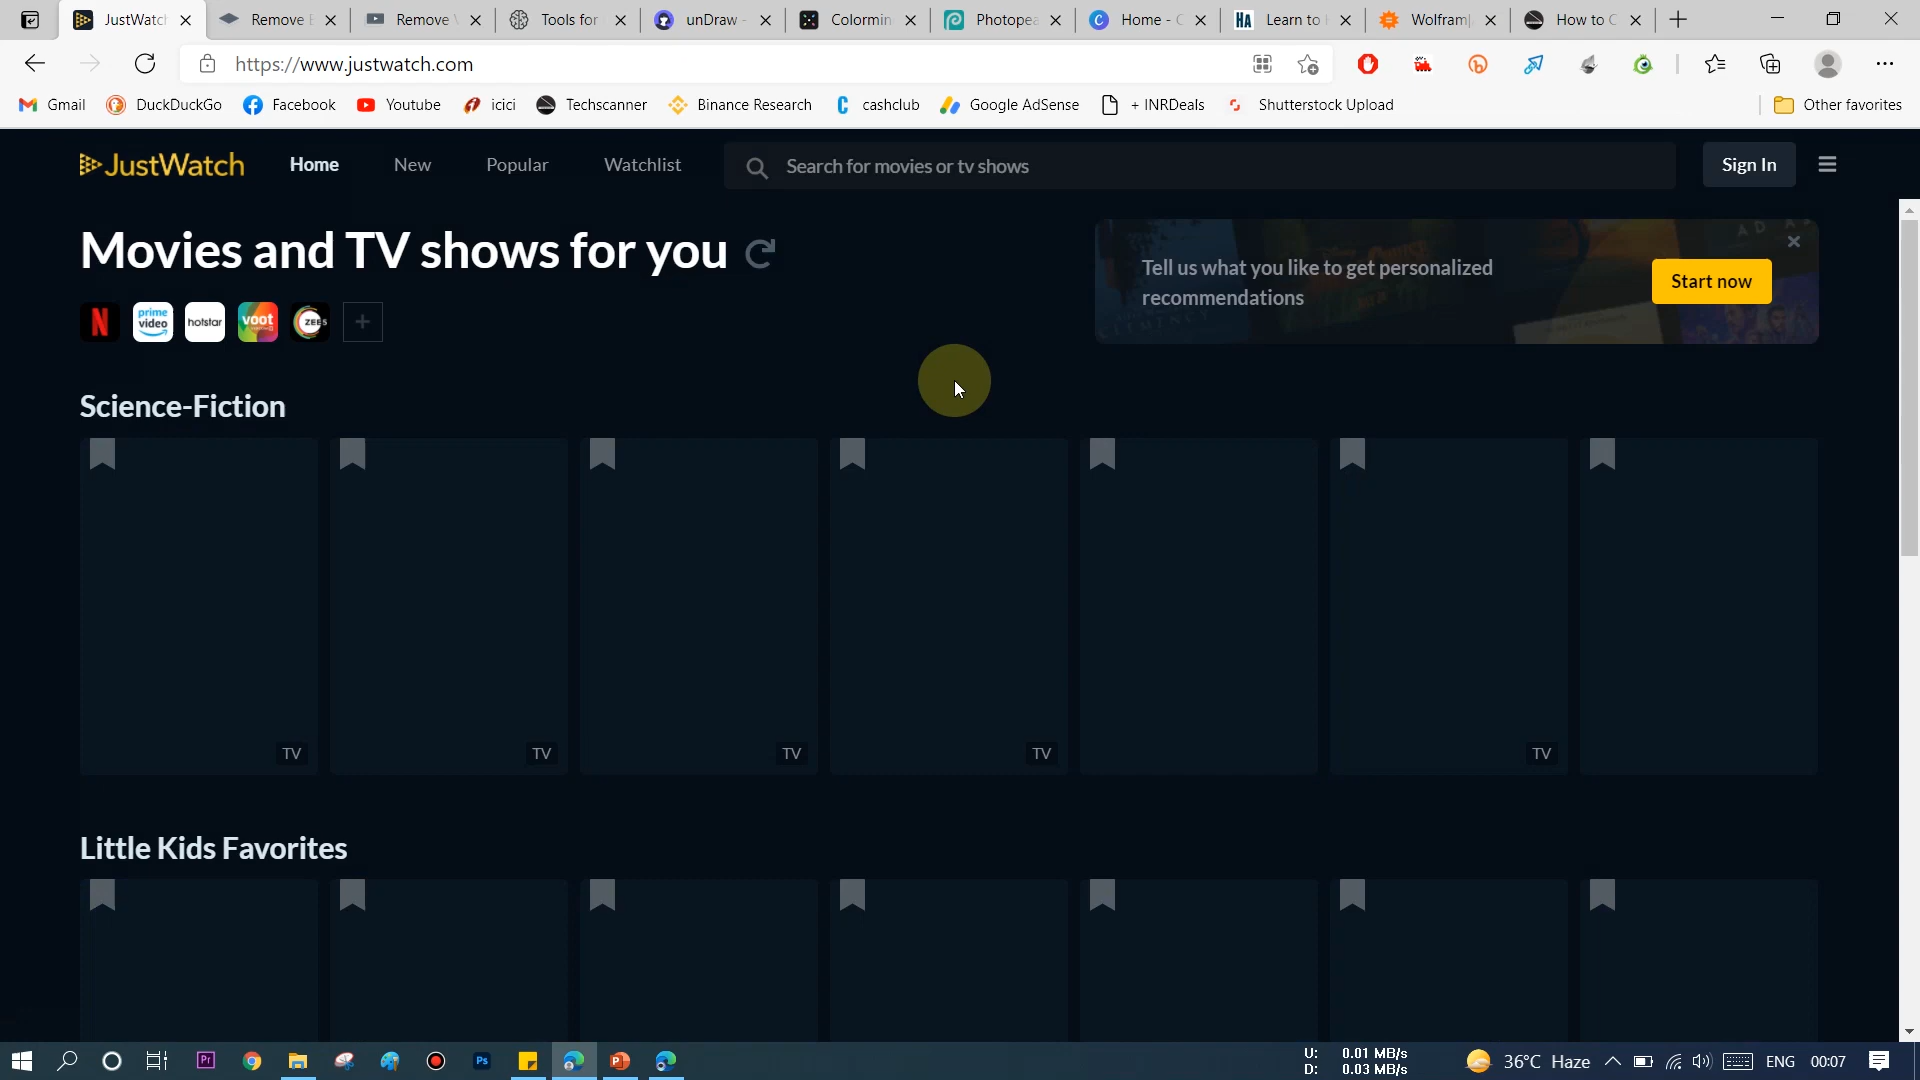 JustWatch
Remove
Remove
Tools for
unDraw -
Colormin
Photopea
Home - C
Learn to
Wolfram
How to C
https://www.justwatch.com
Gmail
DuckDuckGo
Facebook
Youtube
icici
Techscanner
Binance Research
cashclub
Google AdSense
+ INRDeals
Shutterstock Upload
Other favorites
JustWatch
Home
New
Popular
Watchlist
Search for movies or tv shows
Sign In
Movies and TV shows for you
Tell us what you like to get personalized
recommendations
Start now
prime
video
hotstar
voot
ZEE5
Science-Fiction
TV
TV
TV
TV
TV
Little Kids Favorites
U: 0.01 MB/s
D: 0.03 MB/s
36°C Haze
ENG
00:07